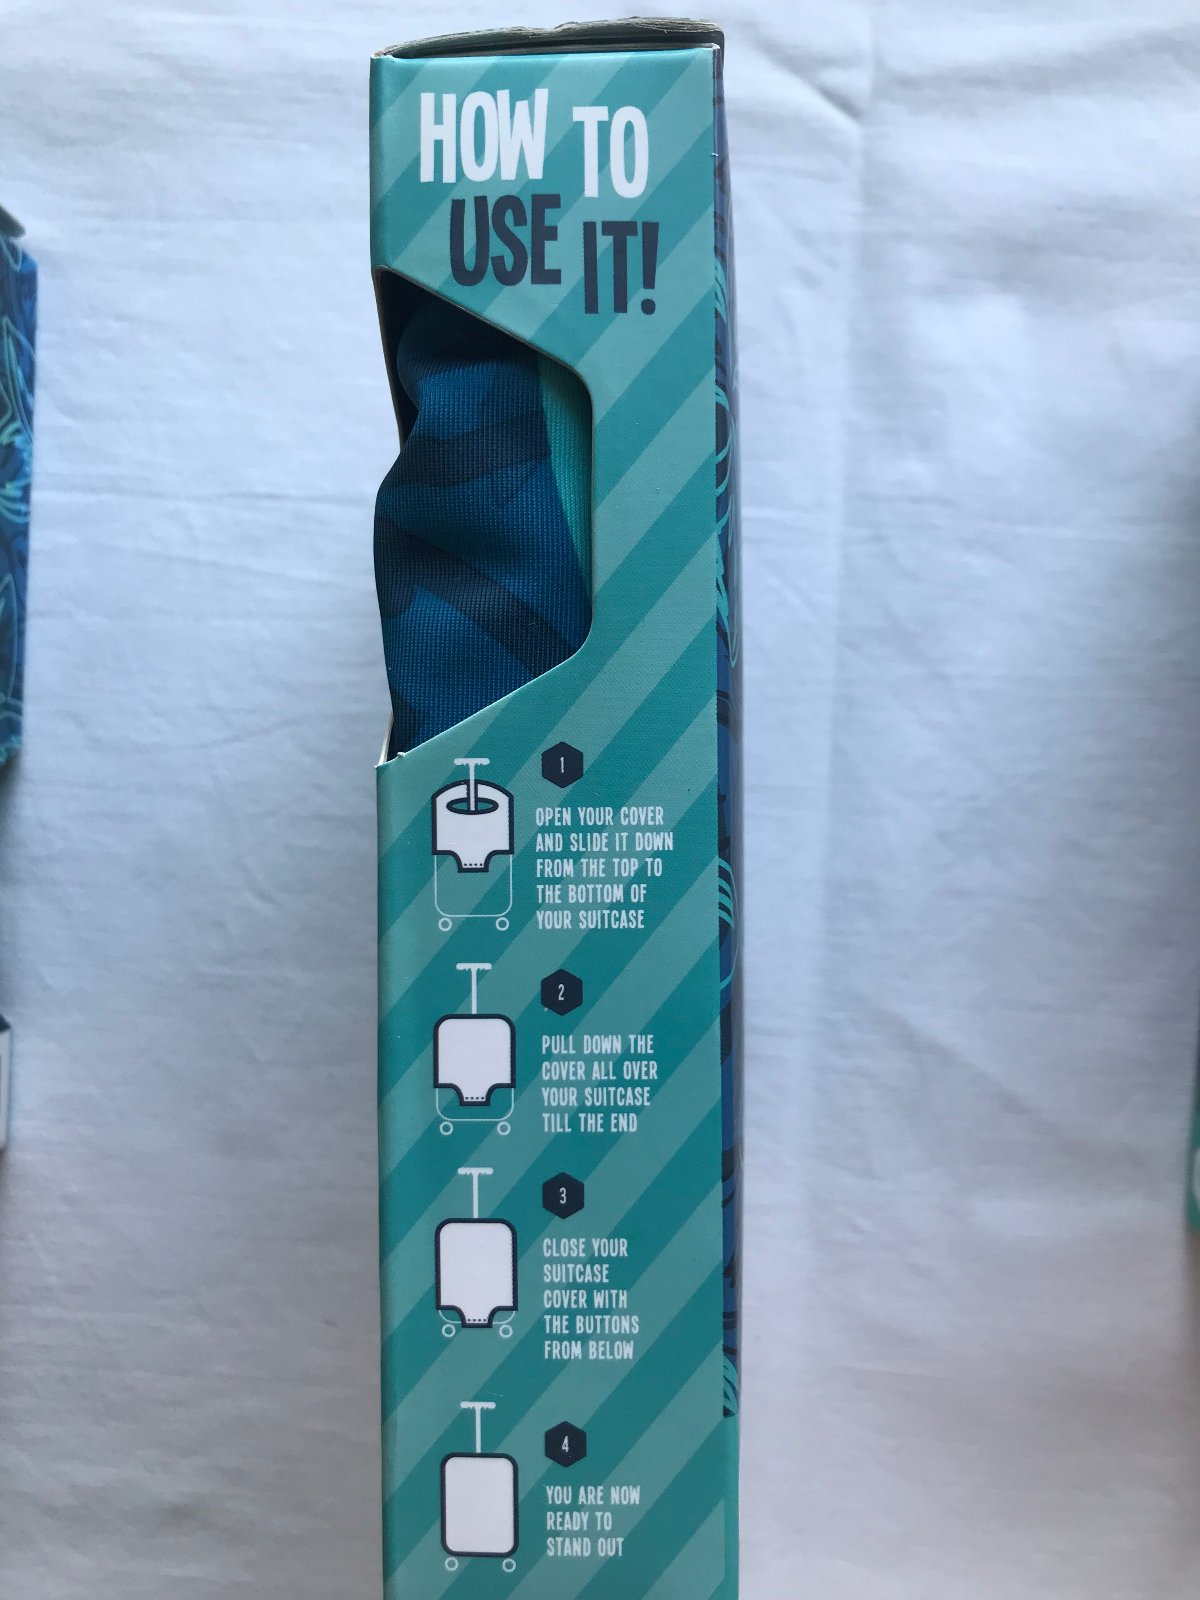 HOW TO
USE IT!
1
OPEN YOUR COVER
AND SLIDE IT DOWN
FROM THE TOP TO
THE BOTTOM OF
YOUR SUITCASE
2
PULL DOWN THE
COVER ALL OVER
YOUR SUITCASE
TILL THE END
3
CLOSE YOUR
SUITCASE
COVER WITH
THE BUTTONS
FROM BELOW
4
YOU ARE NOW
READY TO
STAND OUT